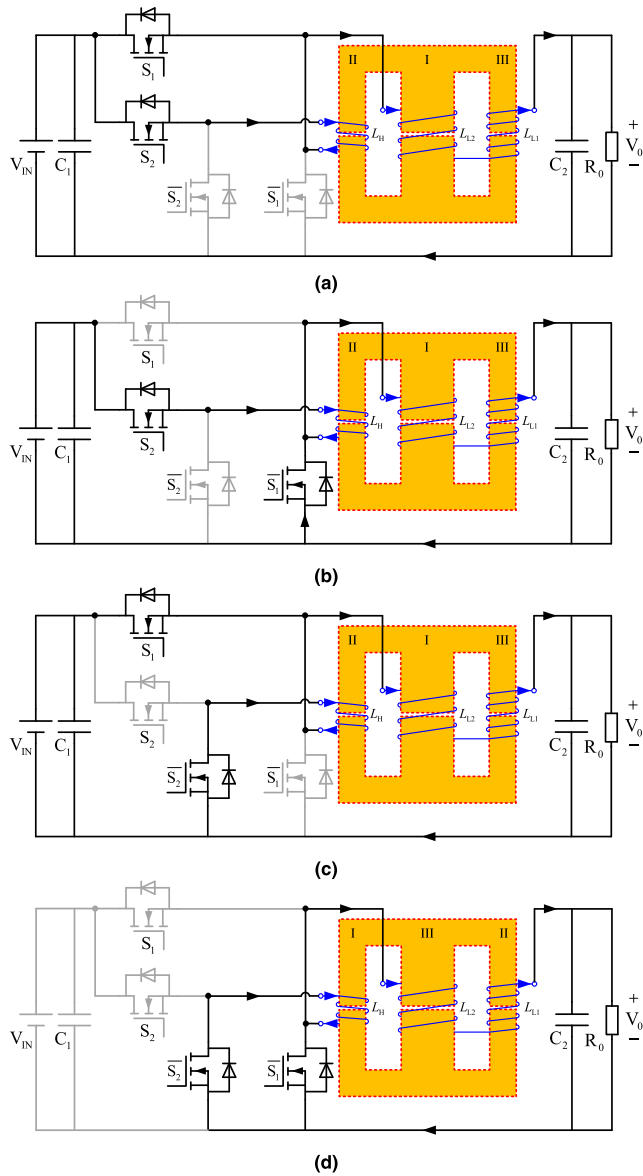 II I III
S1
S2
VIN C1 S̅2̅ S̅1̅ LH LL2 LL1 C2 R0 + V0 −
(a)
II I III
S1
S2
VIN C1 S̅2̅ S̅1̅ LH LL2 LL1 C2 R0 + V0 −
(b)
II I III
S1
S2
VIN C1 S̅2̅ S̅1̅ LH LL2 LL1 C2 R0 + V0 −
(c)
I III II
S1
S2
VIN C1 S̅2̅ S̅1̅ LH LL2 LL1 C2 R0 + V0 −
(d)